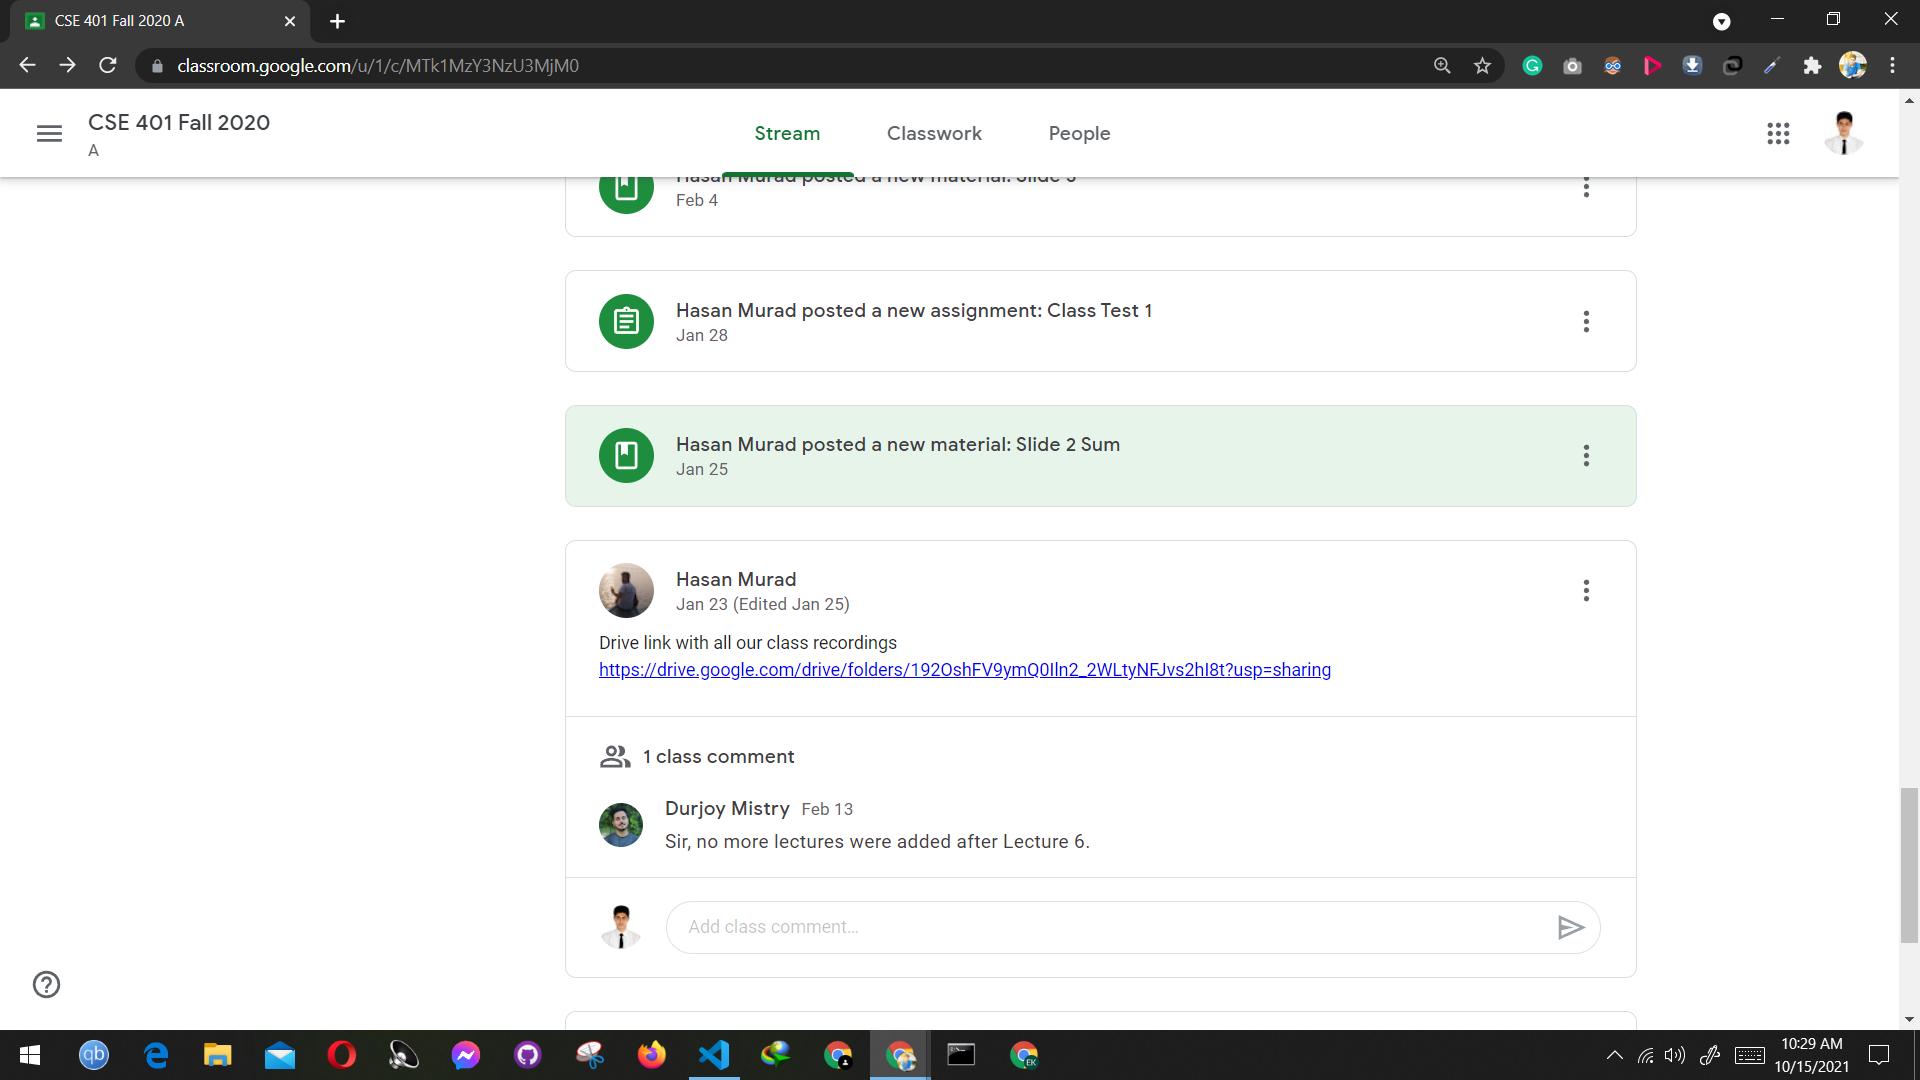 CSE 401 Fall 2020 A
classroom.google.com/u/1/c/MTk1MzY3NzU3MjM0
CSE 401 Fall 2020
A
Stream
Classwork
People
Hasan Murad posted a new material: Slide 3
Feb 4
Hasan Murad posted a new assignment: Class Test 1
Jan 28
Hasan Murad posted a new material: Slide 2 Sum
Jan 25
Hasan Murad
Jan 23 (Edited Jan 25)
Drive link with all our class recordings
https://drive.google.com/drive/folders/192OshFV9ymQ0Iln2_2WLtyNFJvs2hI8t?usp=sharing
1 class comment
Durjoy Mistry Feb 13
Sir, no more lectures were added after Lecture 6.
Add class comment...
qb
EK
10:29 AM
10/15/2021